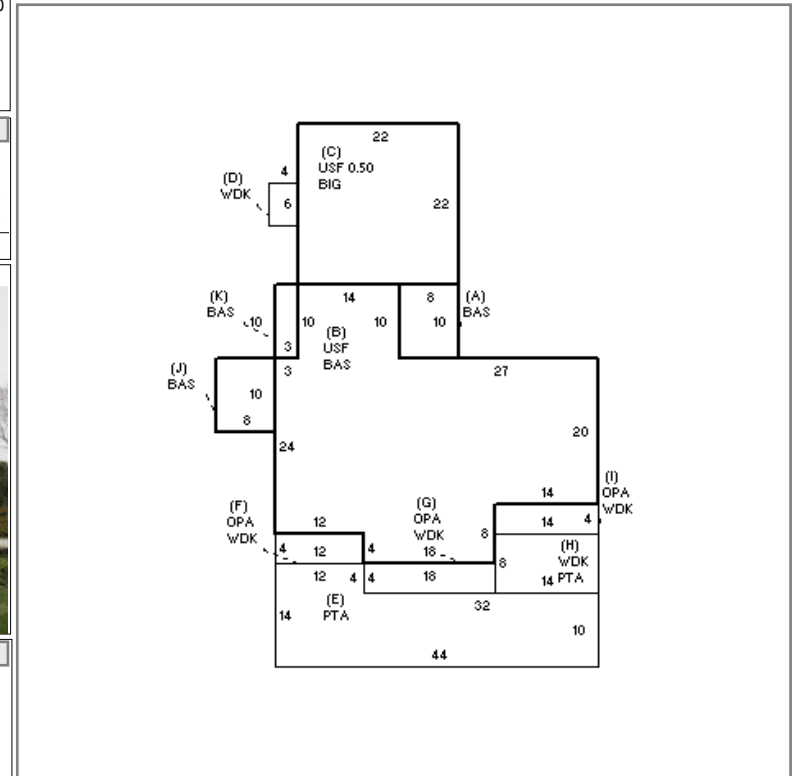 22
(C)
USF 0.50
BIG
4
(D)
WDK
6
22
(K)
BAS
14
8
(A)
BAS
10
10
10
10
(B)
USF
BAS
3
(J)
BAS
3
27
10
8
20
24
(I)
OPA
WDK
14
(F)
OPA
WDK
12
(G)
OPA
WDK
8
14
4
4
12
4
18
(H)
WDK
PTA
8
12
4
4
18
14
(E)
PTA
32
14
10
44